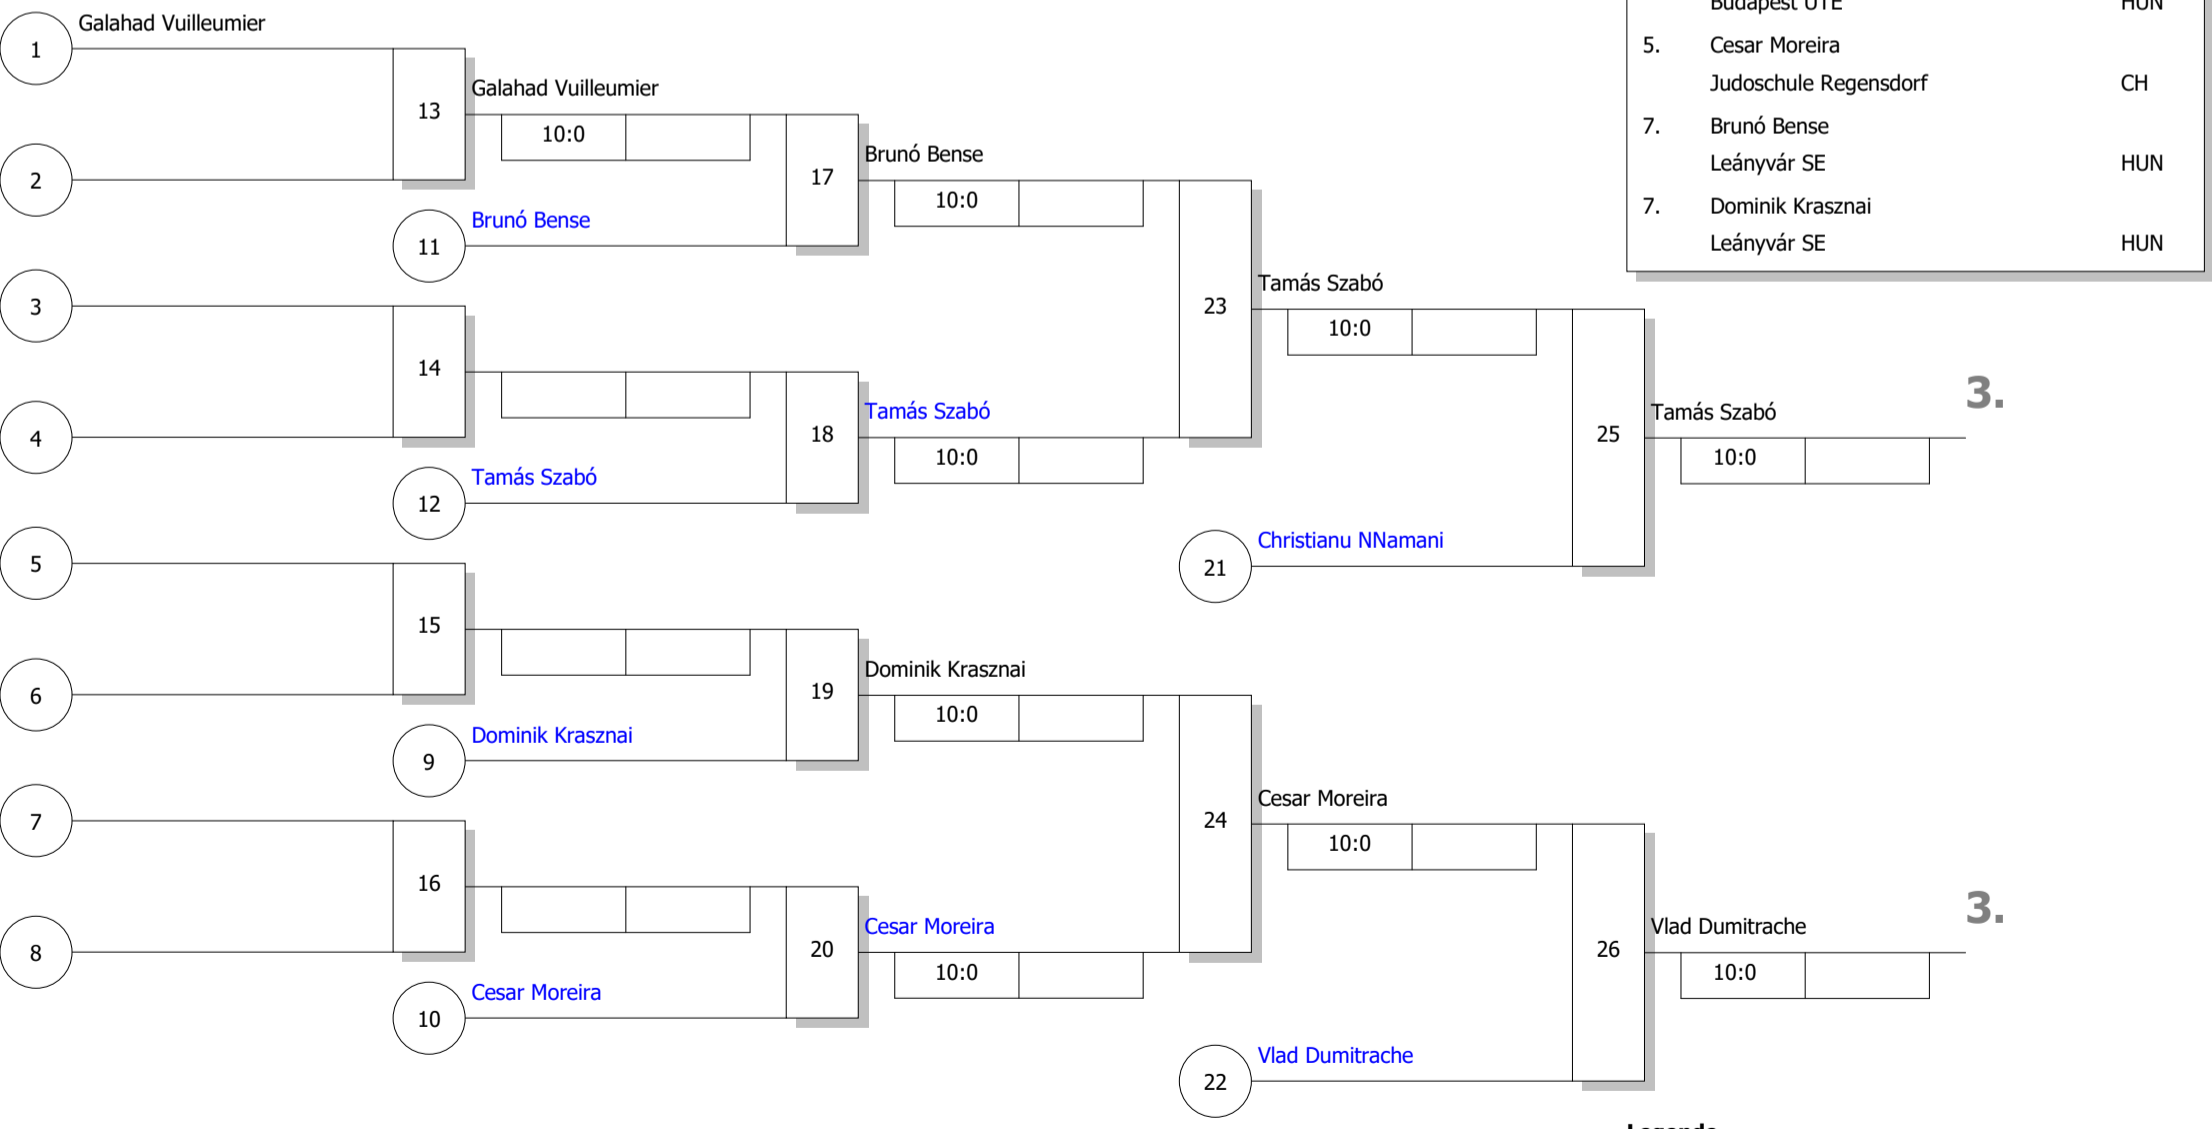 Budapest UTE HUN
5. Cesar Moreira
Judoschule Regensdorf CH
7. Brunó Bense
Leányvár SE HUN
7. Dominik Krasznai
Leányvár SE HUN
1 Galahad Vuilleumier
13
Galahad Vuilleumier
10:0
2
17
Brunó Bense
10:0
11 Brunó Bense
3
23
Tamás Szabó
10:0
14
4
18
Tamás Szabó
10:0
25
Tamás Szabó
10:0
3.
12 Tamás Szabó
21 Christianu NNamani
5
15
6
19
Dominik Krasznai
10:0
9 Dominik Krasznai
7
24
Cesar Moreira
10:0
16
8
20
Cesar Moreira
10:0
26
Vlad Dumitrache
10:0
3.
10 Cesar Moreira
22 Vlad Dumitrache